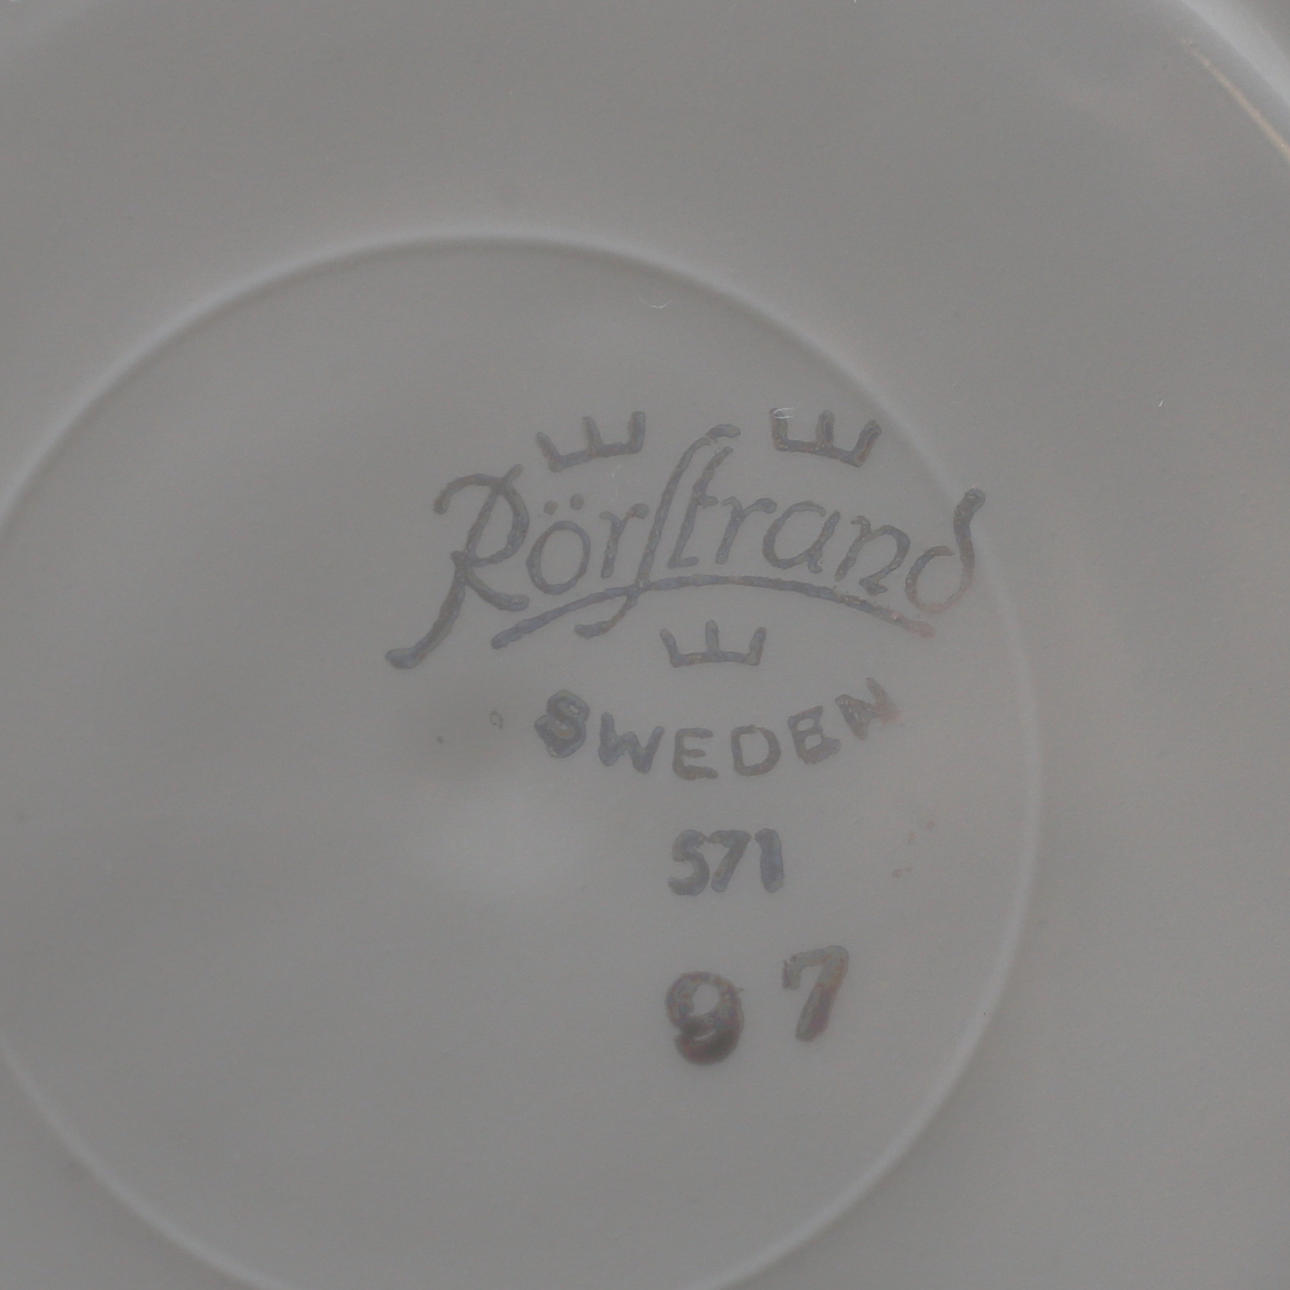 Rörstrand
SWEDEN
571
97